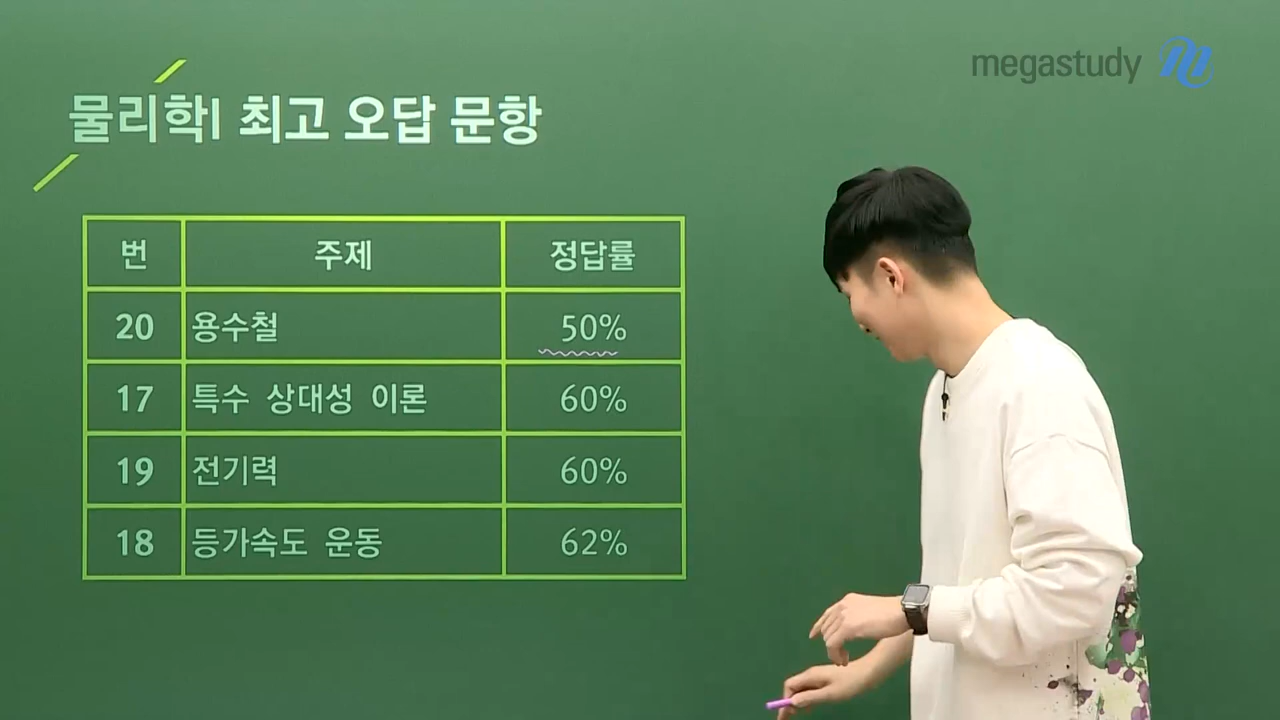 megastudy
물리학I 최고 오답 문항
번 주제 정답률
20 용수철 50%
17 특수 상대성 이론 60%
19 전기력 60%
18 등가속도 운동 62%